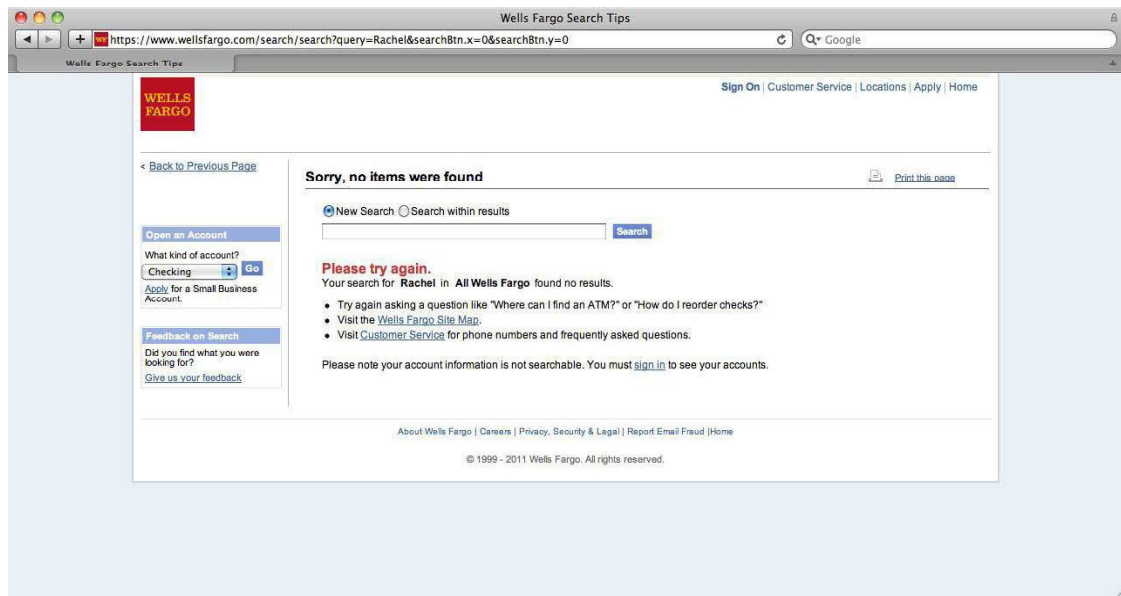 Wells Fargo Search Tips
https://www.wellsfargo.com/search/search?query=Rachel&searchBtn.x=0&searchBtn.y=0
Google
Wells Fargo Search Tips
WELLS
FARGO
Sign On | Customer Service | Locations | Apply | Home
< Back to Previous Page
Sorry, no items were found
Print this page
New Search Search within results
Search
Open an Account
What kind of account?
Checking Go
Apply for a Small Business
Account.
Feedback on Search
Did you find what you were
looking for?
Give us your feedback
Please try again.
Your search for Rachel in All Wells Fargo found no results.
• Try again asking a question like "Where can I find an ATM?" or "How do I reorder checks?"
• Visit the Wells Fargo Site Map.
• Visit Customer Service for phone numbers and frequently asked questions.
Please note your account information is not searchable. You must sign in to see your accounts.
About Wells Fargo | Careers | Privacy, Security & Legal | Report Email Fraud |Home
© 1999 - 2011 Wells Fargo. All rights reserved.